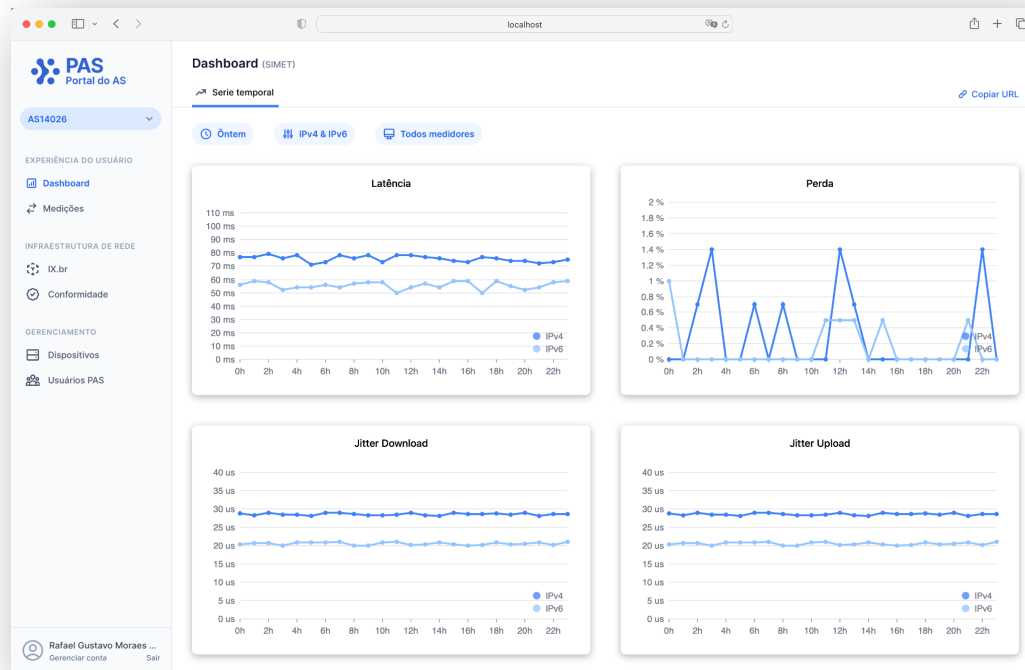 localhost
PAS
Portal do AS
AS14026
EXPERIÊNCIA DO USUÁRIO
Dashboard
Medições
INFRAESTRUTURA DE REDE
IX.br
Conformidade
GERENCIAMENTO
Dispositivos
Usuários PAS
Rafael Gustavo Moraes ...
Gerenciar conta Sair
Dashboard (SIMET)
Serie temporal
Copiar URL
Ôntem IPv4 & IPv6 Todos medidores
Latência
110 ms
100 ms
90 ms
80 ms
70 ms
60 ms
50 ms
40 ms
30 ms
20 ms
10 ms
0 ms
0h 2h 4h 6h 8h 10h 12h 14h 16h 18h 20h 22h
IPv4
IPv6
Perda
2 %
1.8 %
1.6 %
1.4 %
1.2 %
1 %
0.8 %
0.6 %
0.4 %
0.2 %
0 %
0h 2h 4h 6h 8h 10h 12h 14h 16h 18h 20h 22h
IPv4
IPv6
Jitter Download
40 us
35 us
30 us
25 us
20 us
15 us
10 us
5 us
0 us
0h 2h 4h 6h 8h 10h 12h 14h 16h 18h 20h 22h
IPv4
IPv6
Jitter Upload
40 us
35 us
30 us
25 us
20 us
15 us
10 us
5 us
0 us
0h 2h 4h 6h 8h 10h 12h 14h 16h 18h 20h 22h
IPv4
IPv6